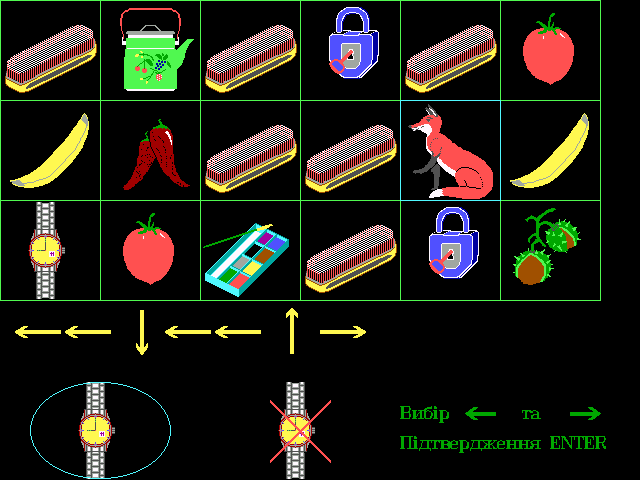 Вибір ← та →
Підтвердження ENTER